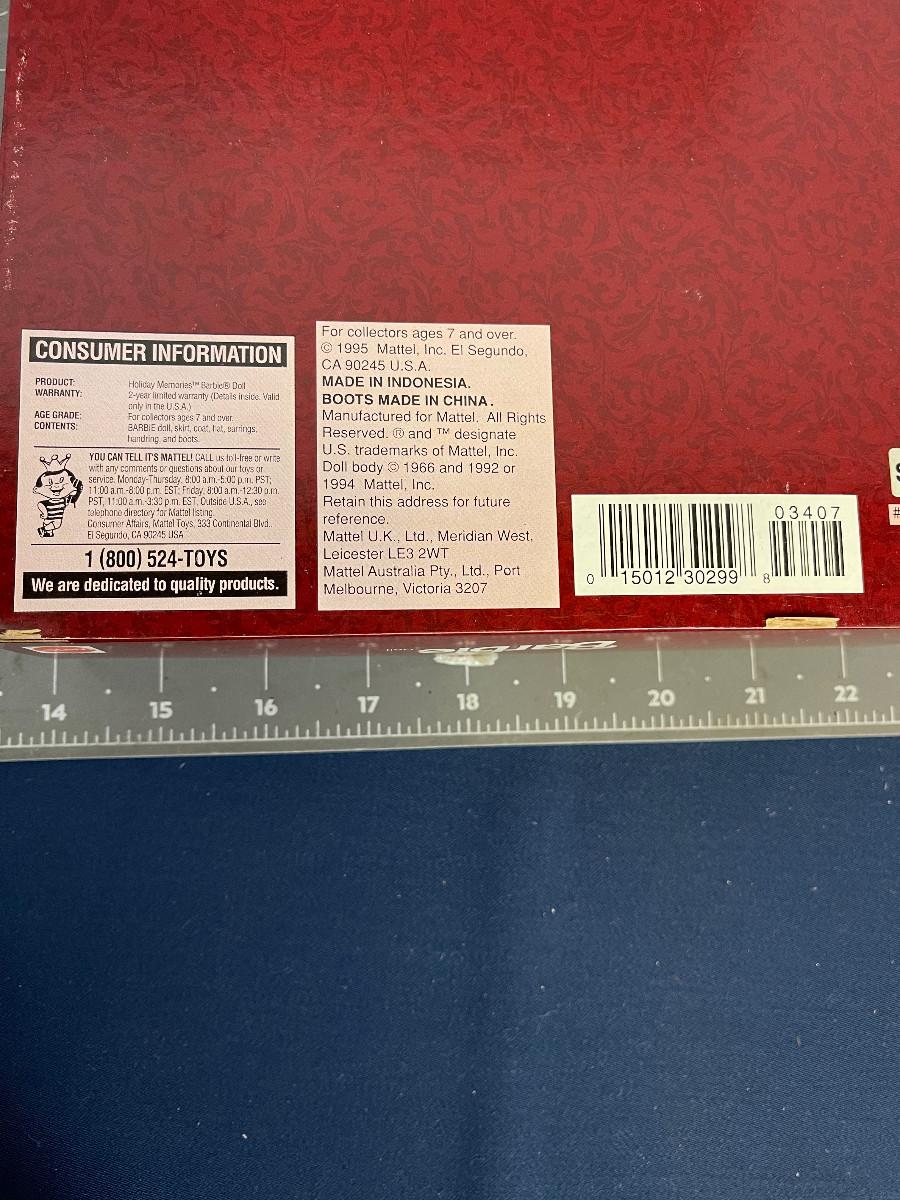 CONSUMER INFORMATION
PRODUCT: Holiday Memories™ Barbie® Doll
WARRANTY: 2-year limited warranty (Details inside. Valid
only in the U.S.A.)
AGE GRADE: For collectors ages 7 and over.
CONTENTS: BARBIE doll, skirt, coat, hat, earrings,
handring, and boots.
YOU CAN TELL IT'S MATTEL! CALL us toll-free or write
with any comments or questions about our toys or
service. Monday-Thursday, 8:00 a.m.-5:00 p.m. PST;
11:00 a.m.-8:00 p.m. EST; Friday, 8:00 a.m.-12:30 p.m.
PST, 11:00 a.m.-3:30 p.m. EST. Outside U.S.A., see
telephone directory for Mattel listing.
Consumer Affairs, Mattel Toys, 333 Continental Blvd.,
El Segundo, CA 90245 USA
1 (800) 524-TOYS
We are dedicated to quality products.
For collectors ages 7 and over.
© 1995 Mattel, Inc. El Segundo,
CA 90245 U.S.A.
MADE IN INDONESIA.
BOOTS MADE IN CHINA.
Manufactured for Mattel. All Rights
Reserved. ® and ™ designate
U.S. trademarks of Mattel, Inc.
Doll body © 1966 and 1992 or
1994 Mattel, Inc.
Retain this address for future
reference.
Mattel U.K., Ltd., Meridian West,
Leicester LE3 2WT
Mattel Australia Pty., Ltd., Port
Melbourne, Victoria 3207
03407
0 15012 30299 8
#
Barbie
14 15 16 17 18 19 20 21 22